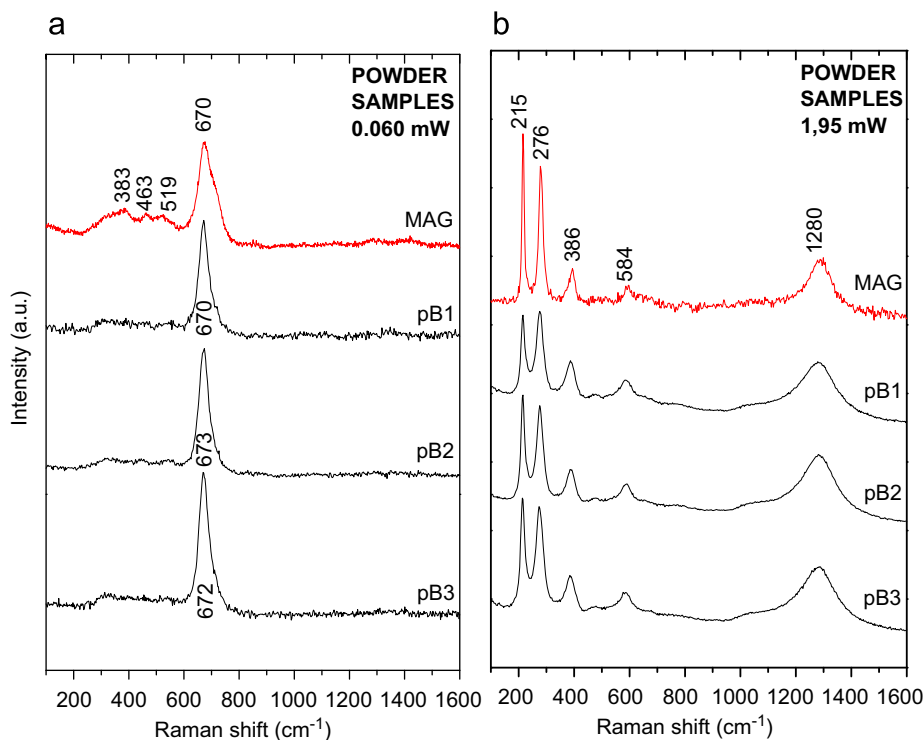 a
POWDER
SAMPLES
0.060 mW
670
383
463
519
MAG
pB1
670
pB2
673
pB3
672
Intensity (a.u.)
200 400 600 800 1000 1200 1400 1600
Raman shift (cm⁻¹)
b
POWDER
SAMPLES
1,95 mW
215
276
386
584
1280
MAG
pB1
pB2
pB3
200 400 600 800 1000 1200 1400 1600
Raman shift (cm⁻¹)